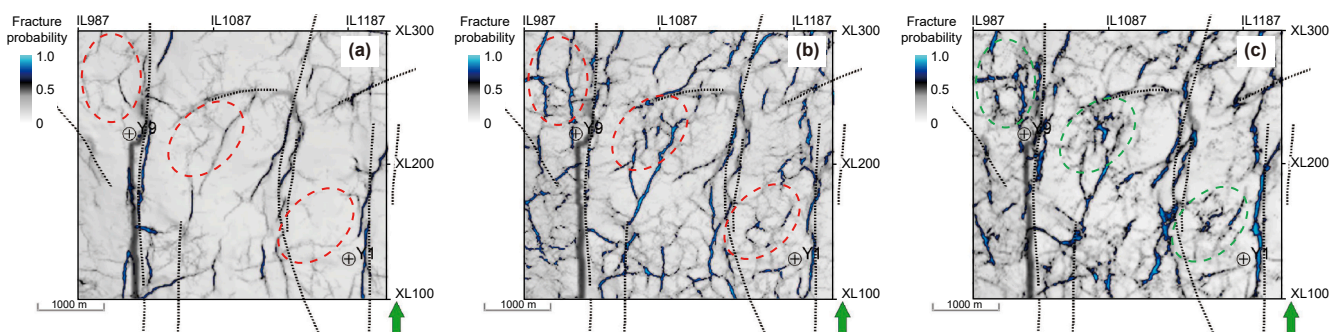 Fracture
probability
1.0
0.5
0
IL987
IL1087
IL1187
XL300
(a)
Y9
XL200
Y1
XL100
1000 m
Fracture
probability
1.0
0.5
0
IL987
IL1087
IL1187
XL300
(b)
Y9
XL200
Y1
XL100
1000 m
Fracture
probability
1.0
0.5
0
IL987
IL1087
IL1187
XL300
(c)
Y9
XL200
Y1
XL100
1000 m